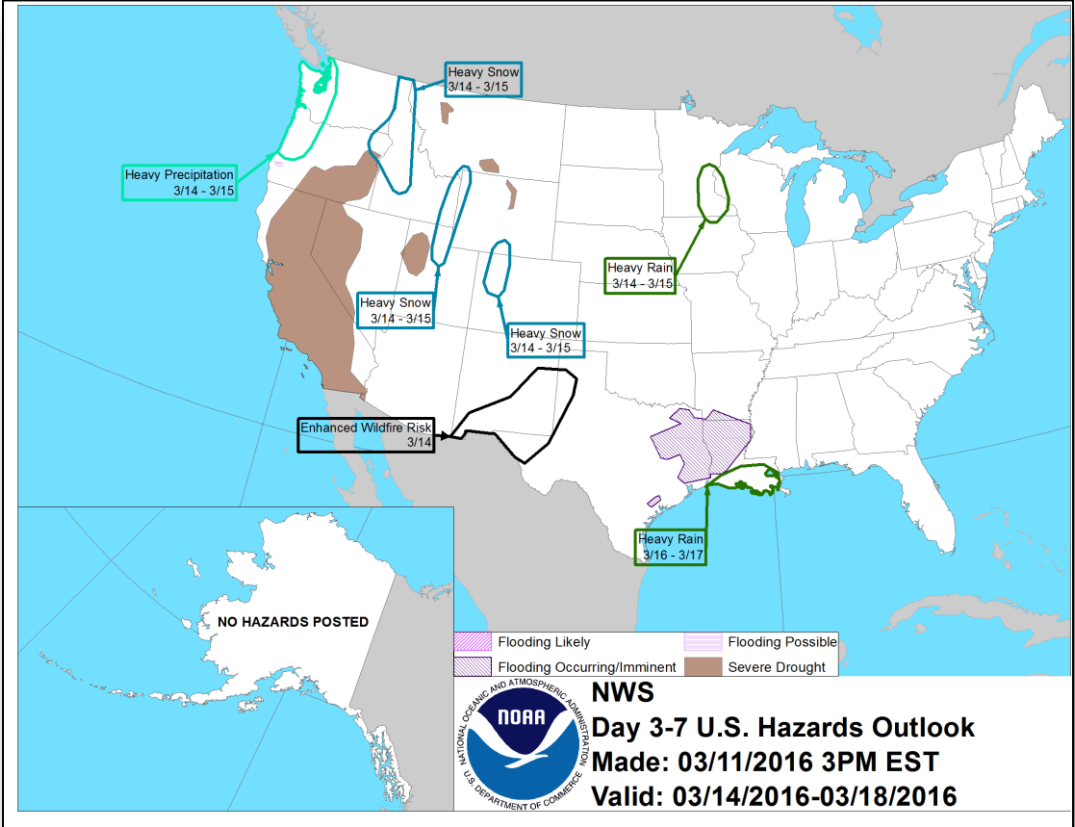 Heavy Snow
3/14 - 3/15
Heavy Precipitation
3/14 - 3/15
Heavy Rain
3/14 - 3/15
Heavy Snow
3/14 - 3/15
Heavy Snow
3/14 - 3/15
Enhanced Wildfire Risk
3/14
Heavy Rain
3/16 - 3/17
NO HAZARDS POSTED
Flooding Likely
Flooding Possible
Flooding Occurring/Imminent
Severe Drought
NATIONAL OCEANIC AND ATMOSPHERIC ADMINISTRATION
NOAA
U.S. DEPARTMENT OF COMMERCE
NWS
Day 3-7 U.S. Hazards Outlook
Made: 03/11/2016 3PM EST
Valid: 03/14/2016-03/18/2016